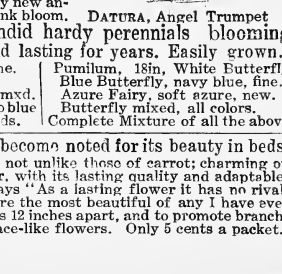 y new an-
nk bloom. DATURA, Angel Trumpet
ndid hardy perennials blooming
d lasting for years. Easily grown.
ne. Pumilum, 18in, White Butterfl
Blue Butterfly, navy blue, fine.
mxd. Azure Fairy, soft azure, new.
o blue Butterfly mixed, all colors.
ds. Complete Mixture of all the abov
become noted for its beauty in beds
not unlike those of carrot; charming o
r, with its lasting quality and adaptable
ays "As a lasting flower it has no rival
re the most beautiful of any I have eve
s 12 inches apart, and to promote branch
ace-like flowers. Only 5 cents a packet.